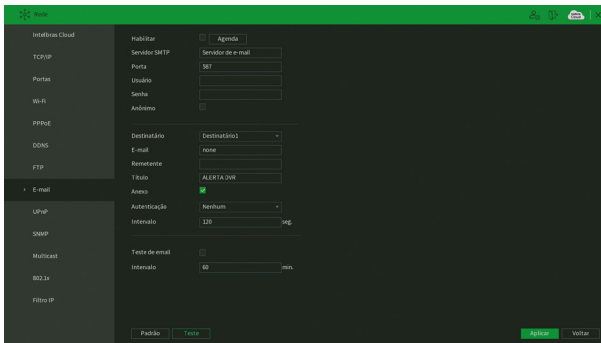 Rede
Intelbras Cloud
TCP/IP
Portas
Wi-Fi
PPPoE
DDNS
FTP
E-mail
UPnP
SNMP
Multicast
802.1x
Filtro IP
Habilitar Agenda
Servidor SMTP Servidor de e-mail
Porta 587
Usuário
Senha
Anônimo
Destinatário Destinatário1
E-mail none
Remetente
Título ALERTA DVR
Anexo
Autenticação Nenhum
Intervalo 120 seg.
Teste de email
Intervalo 60 min.
Padrão Teste Aplicar Voltar